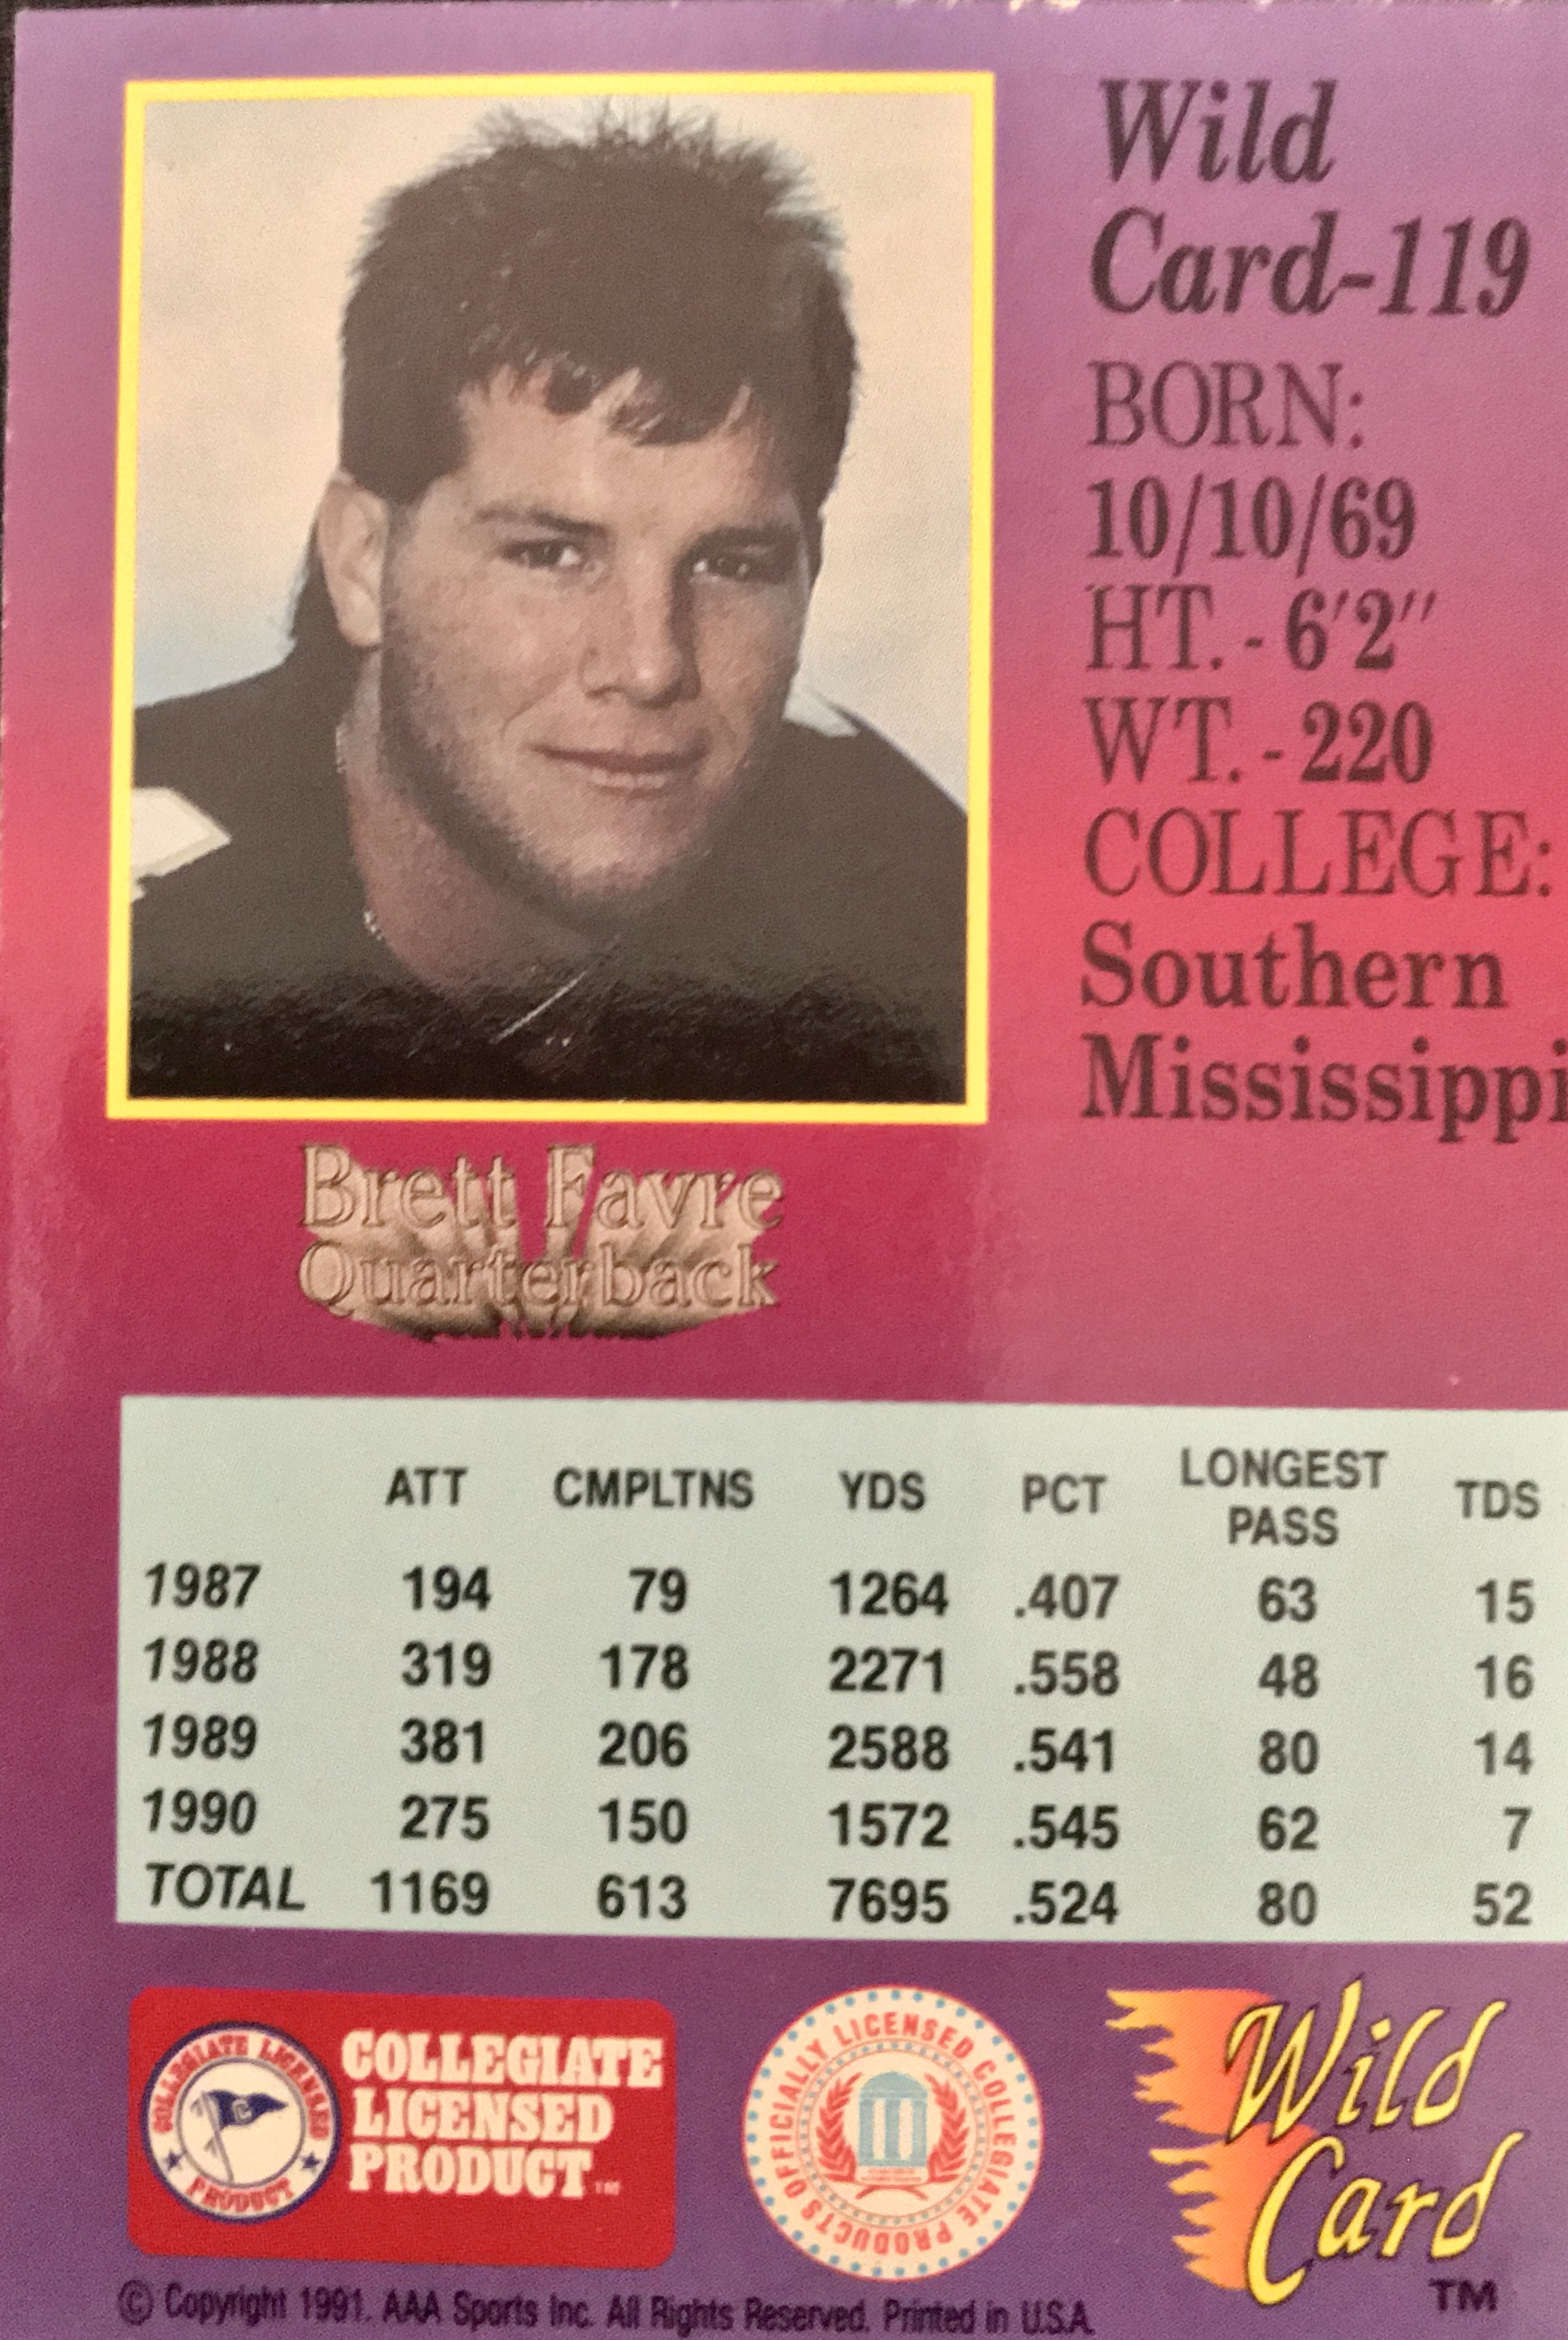 Wild
Card-119
BORN:
10/10/69
HT. - 6'2"
WT. - 220
COLLEGE:
Southern
Mississippi
Brett Favre
Quarterback
ATT CMPLTNS YDS PCT LONGEST PASS TDS
1987 194 79 1264 .407 63 15
1988 319 178 2271 .558 48 16
1989 381 206 2588 .541 80 14
1990 275 150 1572 .545 62 7
TOTAL 1169 613 7695 .524 80 52
COLLEGIATE LICENSED PRODUCT
C
COLLEGIATE
LICENSED
PRODUCT™
OFFICIALLY LICENSED COLLEGIATE PRODUCTS
Wild
Card
TM
© Copyright 1991. AAA Sports Inc. All Rights Reserved. Printed in U.S.A.